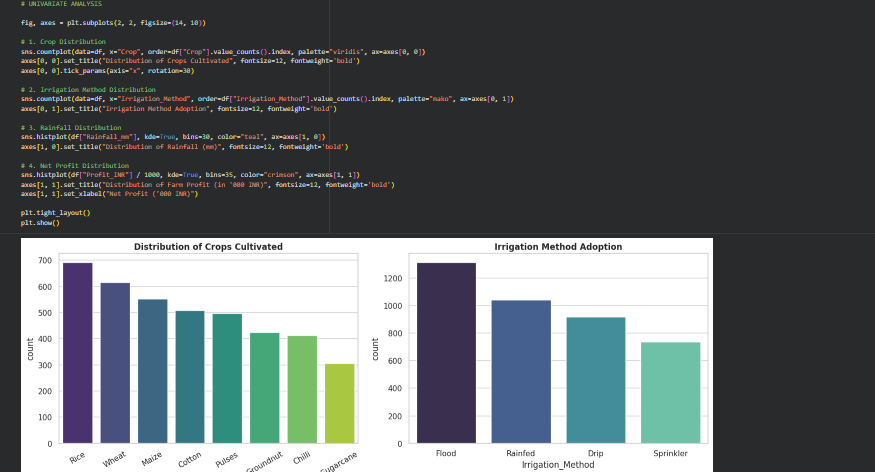 # UNIVARIATE ANALYSIS
fig, axes = plt.subplots(2, 2, figsize=(14, 10))
# 1. Crop Distribution
sns.countplot(data=df, x="Crop", order=df["Crop"].value_counts().index, palette="viridis", ax=axes[0, 0])
axes[0, 0].set_title("Distribution of Crops Cultivated", fontsize=12, fontweight='bold')
axes[0, 0].tick_params(axis="x", rotation=30)
# 2. Irrigation Method Distribution
sns.countplot(data=df, x="Irrigation_Method", order=df["Irrigation_Method"].value_counts().index, palette="mako", ax=axes[0, 1])
axes[0, 1].set_title("Irrigation Method Adoption", fontsize=12, fontweight='bold')
# 3. Rainfall Distribution
sns.histplot(df["Rainfall_mm"], kde=True, bins=30, color="teal", ax=axes[1, 0])
axes[1, 0].set_title("Distribution of Rainfall (mm)", fontsize=12, fontweight='bold')
# 4. Net Profit Distribution
sns.histplot(df["Profit_INR"] / 1000, kde=True, bins=35, color="crimson", ax=axes[1, 1])
axes[1, 1].set_title("Distribution of Farm Profit (in '000 INR)", fontsize=12, fontweight='bold')
axes[1, 1].set_xlabel("Net Profit ('000 INR)")
plt.tight_layout()
plt.show()
Distribution of Crops Cultivated
700
600
500
400
300
200
100
0
count
Rice
Wheat
Maize
Cotton
Pulses
Groundnut
Chilli
Sugarcane
Irrigation Method Adoption
1200
1000
800
600
400
200
0
count
Flood
Rainfed
Drip
Sprinkler
Irrigation_Method